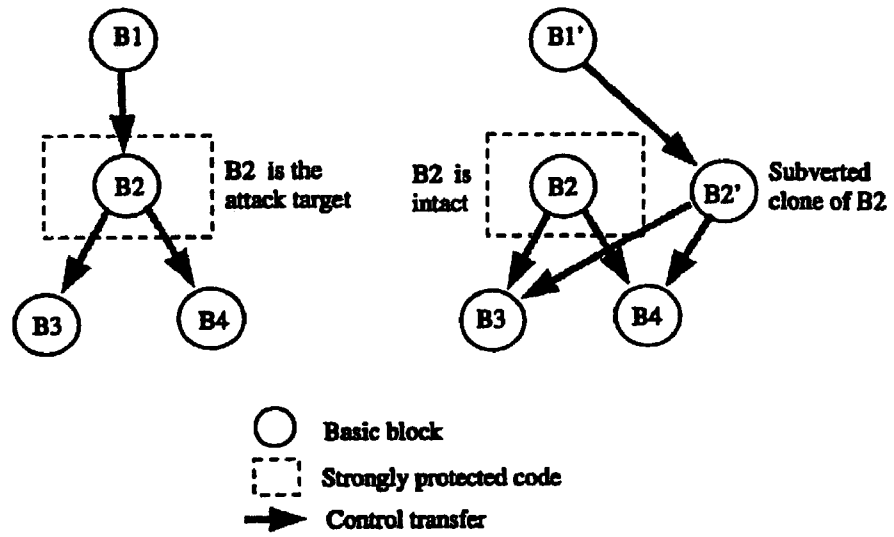 B1
B2
B2 is the
attack target
B3
B4
B1'
B2 is
intact
B2
B2'
Subverted
clone of B2
B3
B4
Basic block
Strongly protected code
Control transfer